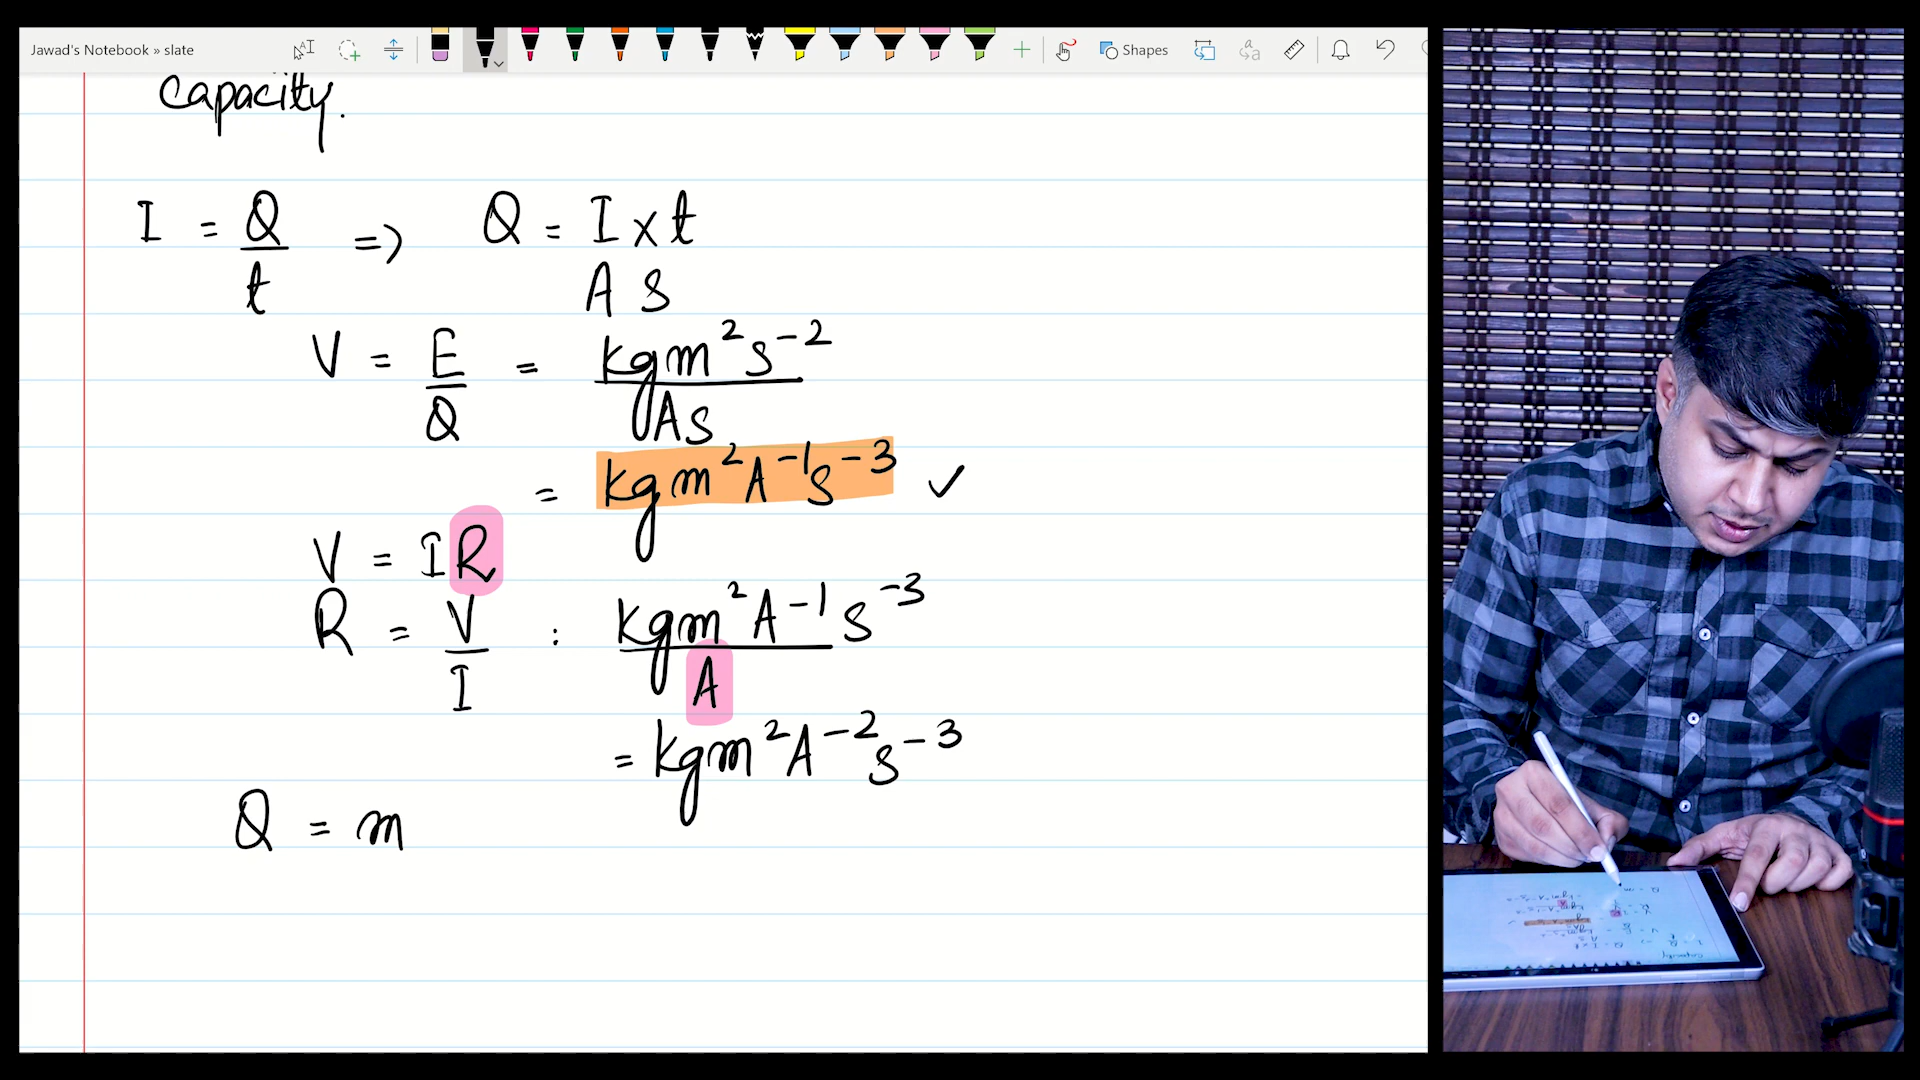 Jawad's Notebook » slate
Shapes
Capacity.
I = Q/t => Q = I x t
A s
V = E/Q = kgm²s⁻²/As
= kgm²A⁻¹s⁻³ ✓
V = IR
R = V/I : kgm²A⁻¹s⁻³/A
= kgm²A⁻²s⁻³
Q = m